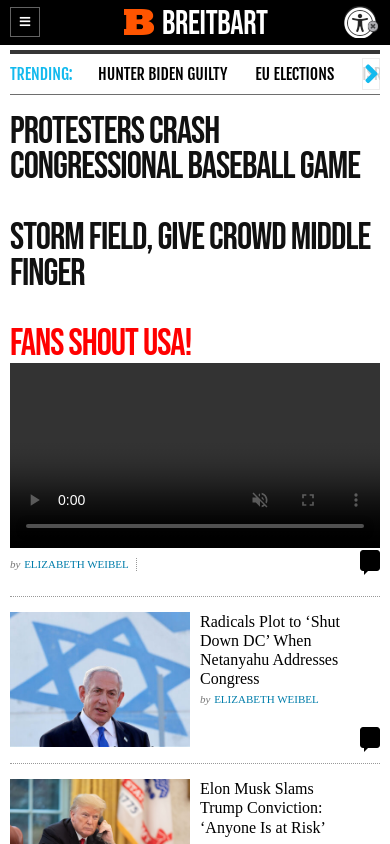 BREITBART
TRENDING: HUNTER BIDEN GUILTY EU ELECTIONS
PROTESTERS CRASH
CONGRESSIONAL BASEBALL GAME
STORM FIELD, GIVE CROWD MIDDLE
FINGER
FANS SHOUT USA!
0:00
by ELIZABETH WEIBEL
Radicals Plot to ‘Shut
Down DC’ When
Netanyahu Addresses
Congress
by ELIZABETH WEIBEL
Elon Musk Slams
Trump Conviction:
‘Anyone Is at Risk’